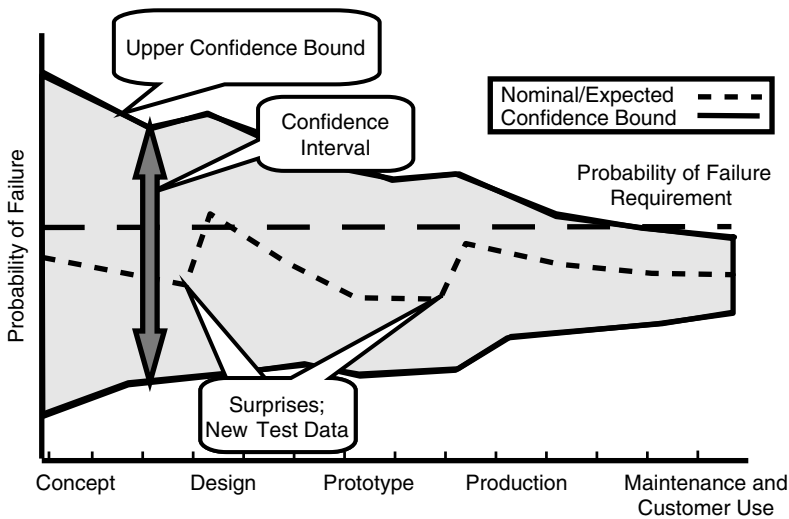 Upper Confidence Bound
Confidence
Interval
Nominal/Expected
Confidence Bound
Probability of Failure
Requirement
Probability of Failure
Surprises;
New Test Data
Concept
Design
Prototype
Production
Maintenance and
Customer Use